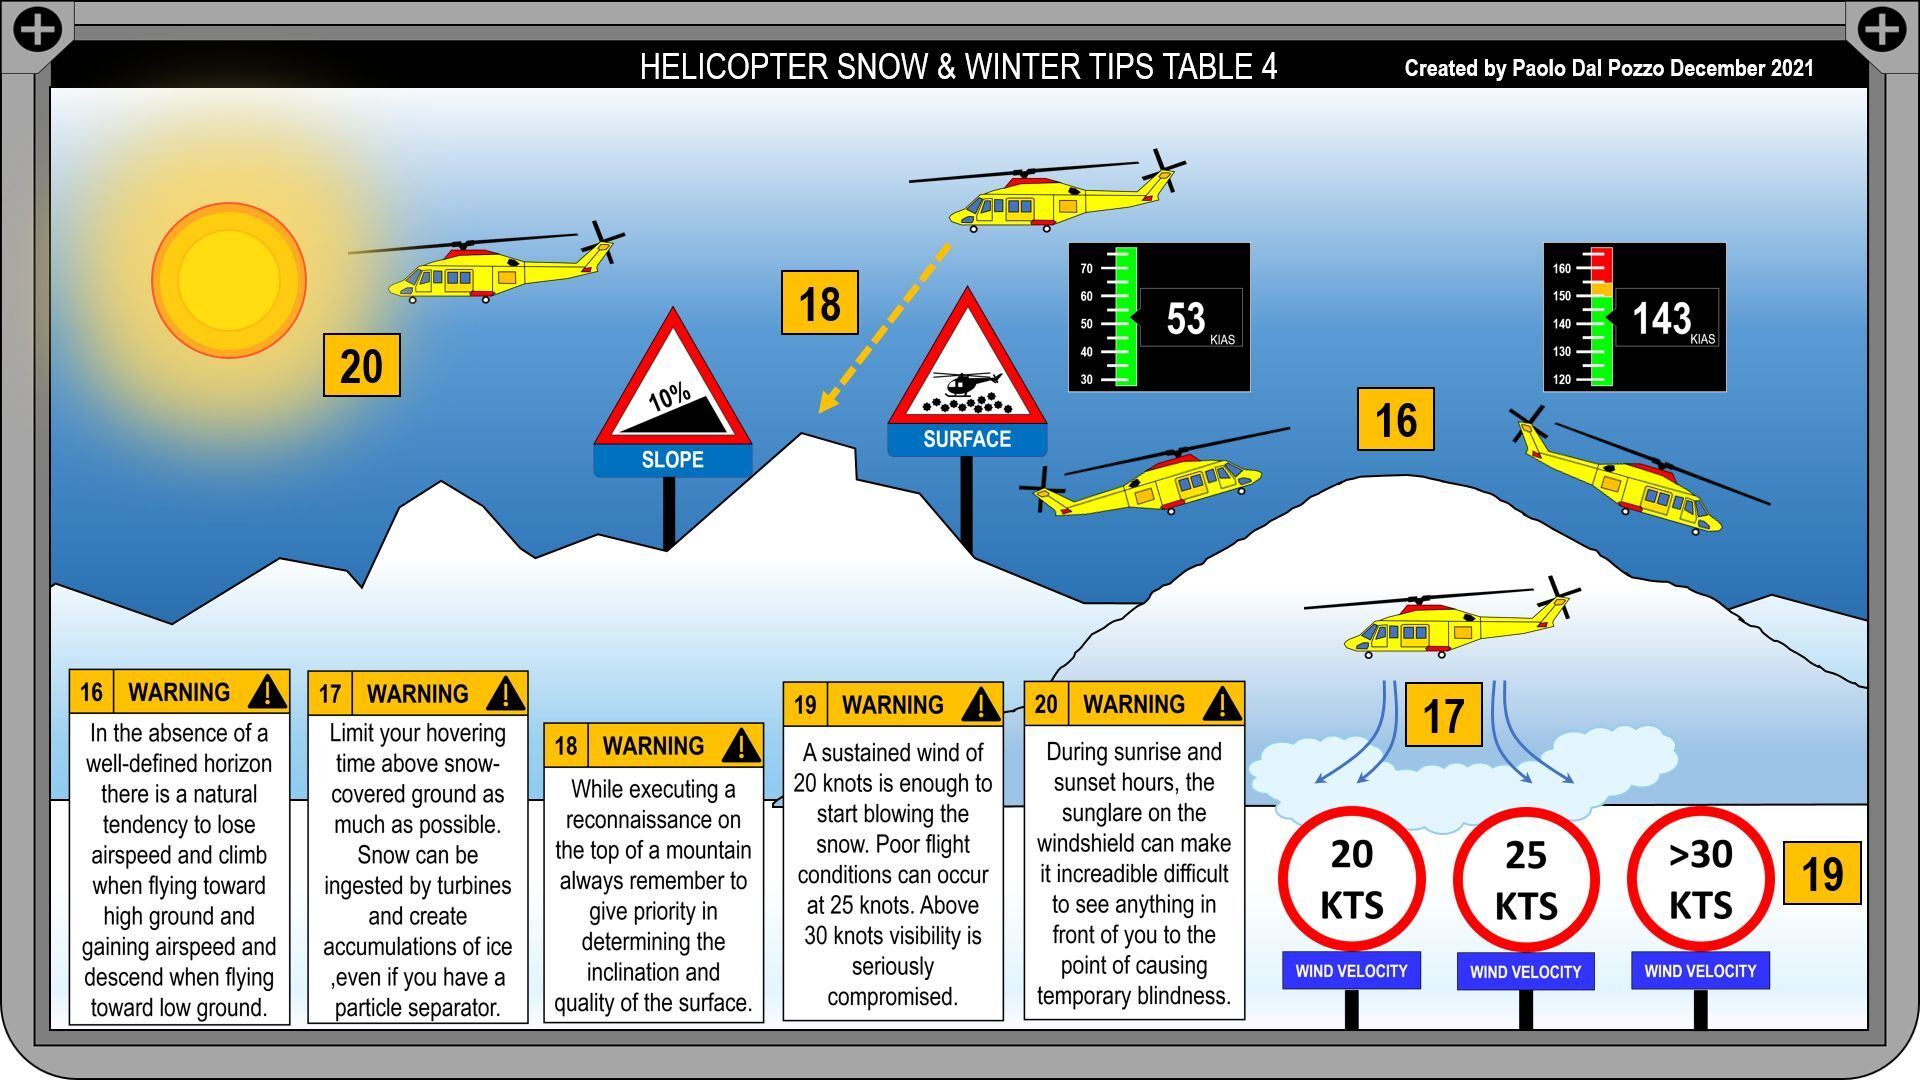 HELICOPTER SNOW & WINTER TIPS TABLE 4
Created by Paolo Dal Pozzo December 2021
20
18
10%
SLOPE
SURFACE
70
60
50
40
30
53
KIAS
160
150
140
130
120
143
KIAS
16
17
16 WARNING
In the absence of a
well-defined horizon
there is a natural
tendency to lose
airspeed and climb
when flying toward
high ground and
gaining airspeed and
descend when flying
toward low ground.
17 WARNING
Limit your hovering
time above snow-
covered ground as
much as possible.
Snow can be
ingested by turbines
and create
accumulations of ice
,even if you have a
particle separator.
18 WARNING
While executing a
reconnaissance on
the top of a mountain
always remember to
give priority in
determining the
inclination and
quality of the surface.
19 WARNING
A sustained wind of
20 knots is enough to
start blowing the
snow. Poor flight
conditions can occur
at 25 knots. Above
30 knots visibility is
seriously
compromised.
20 WARNING
During sunrise and
sunset hours, the
sunglare on the
windshield can make
it increadible difficult
to see anything in
front of you to the
point of causing
temporary blindness.
20
KTS
WIND VELOCITY
25
KTS
WIND VELOCITY
>30
KTS
WIND VELOCITY
19